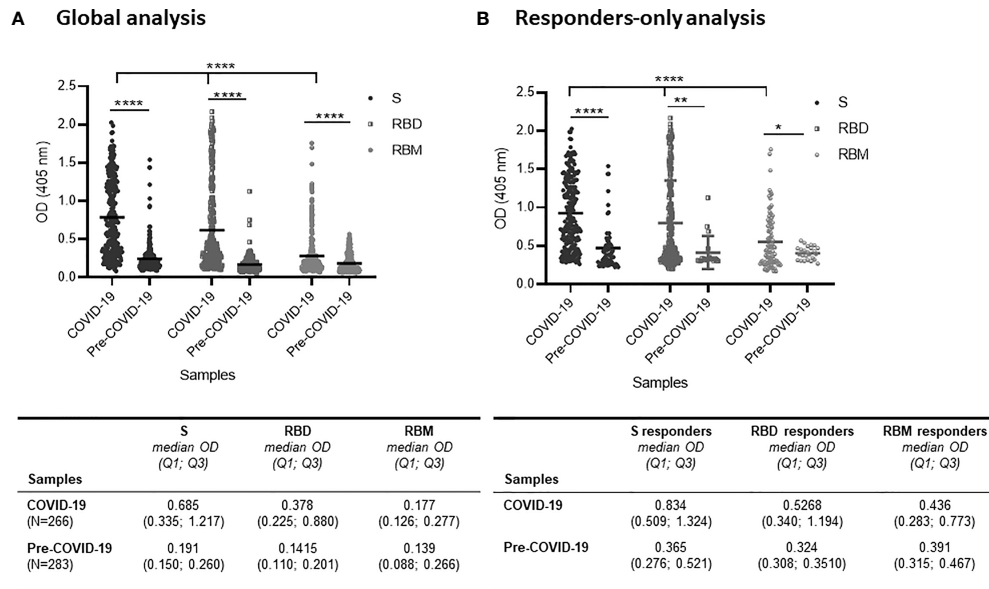 A Global analysis
OD (405 nm)
2.5
2.0
1.5
1.0
0.5
0.0
****
****
****
****
S
RBD
RBM
COVID-19
Pre-COVID-19
COVID-19
Pre-COVID-19
COVID-19
Pre-COVID-19
Samples
S RBD RBM
median OD median OD median OD
(Q1; Q3) (Q1; Q3) (Q1; Q3)
Samples
COVID-19 0.685 0.378 0.177
(N=266) (0.335; 1.217) (0.225; 0.880) (0.126; 0.277)
Pre-COVID-19 0.191 0.1415 0.139
(N=283) (0.150; 0.260) (0.110; 0.201) (0.088; 0.266)
B Responders-only analysis
OD (405 nm)
2.5
2.0
1.5
1.0
0.5
0.0
****
****
**
*
S
RBD
RBM
COVID-19
Pre-COVID-19
COVID-19
Pre-COVID-19
COVID-19
Pre-COVID-19
Samples
S responders RBD responders RBM responders
median OD median OD median OD
(Q1; Q3) (Q1; Q3) (Q1; Q3)
Samples
COVID-19 0.834 0.5268 0.436
(0.509; 1.324) (0.340; 1.194) (0.283; 0.773)
Pre-COVID-19 0.365 0.324 0.391
(0.276; 0.521) (0.308; 0.3510) (0.315; 0.467)